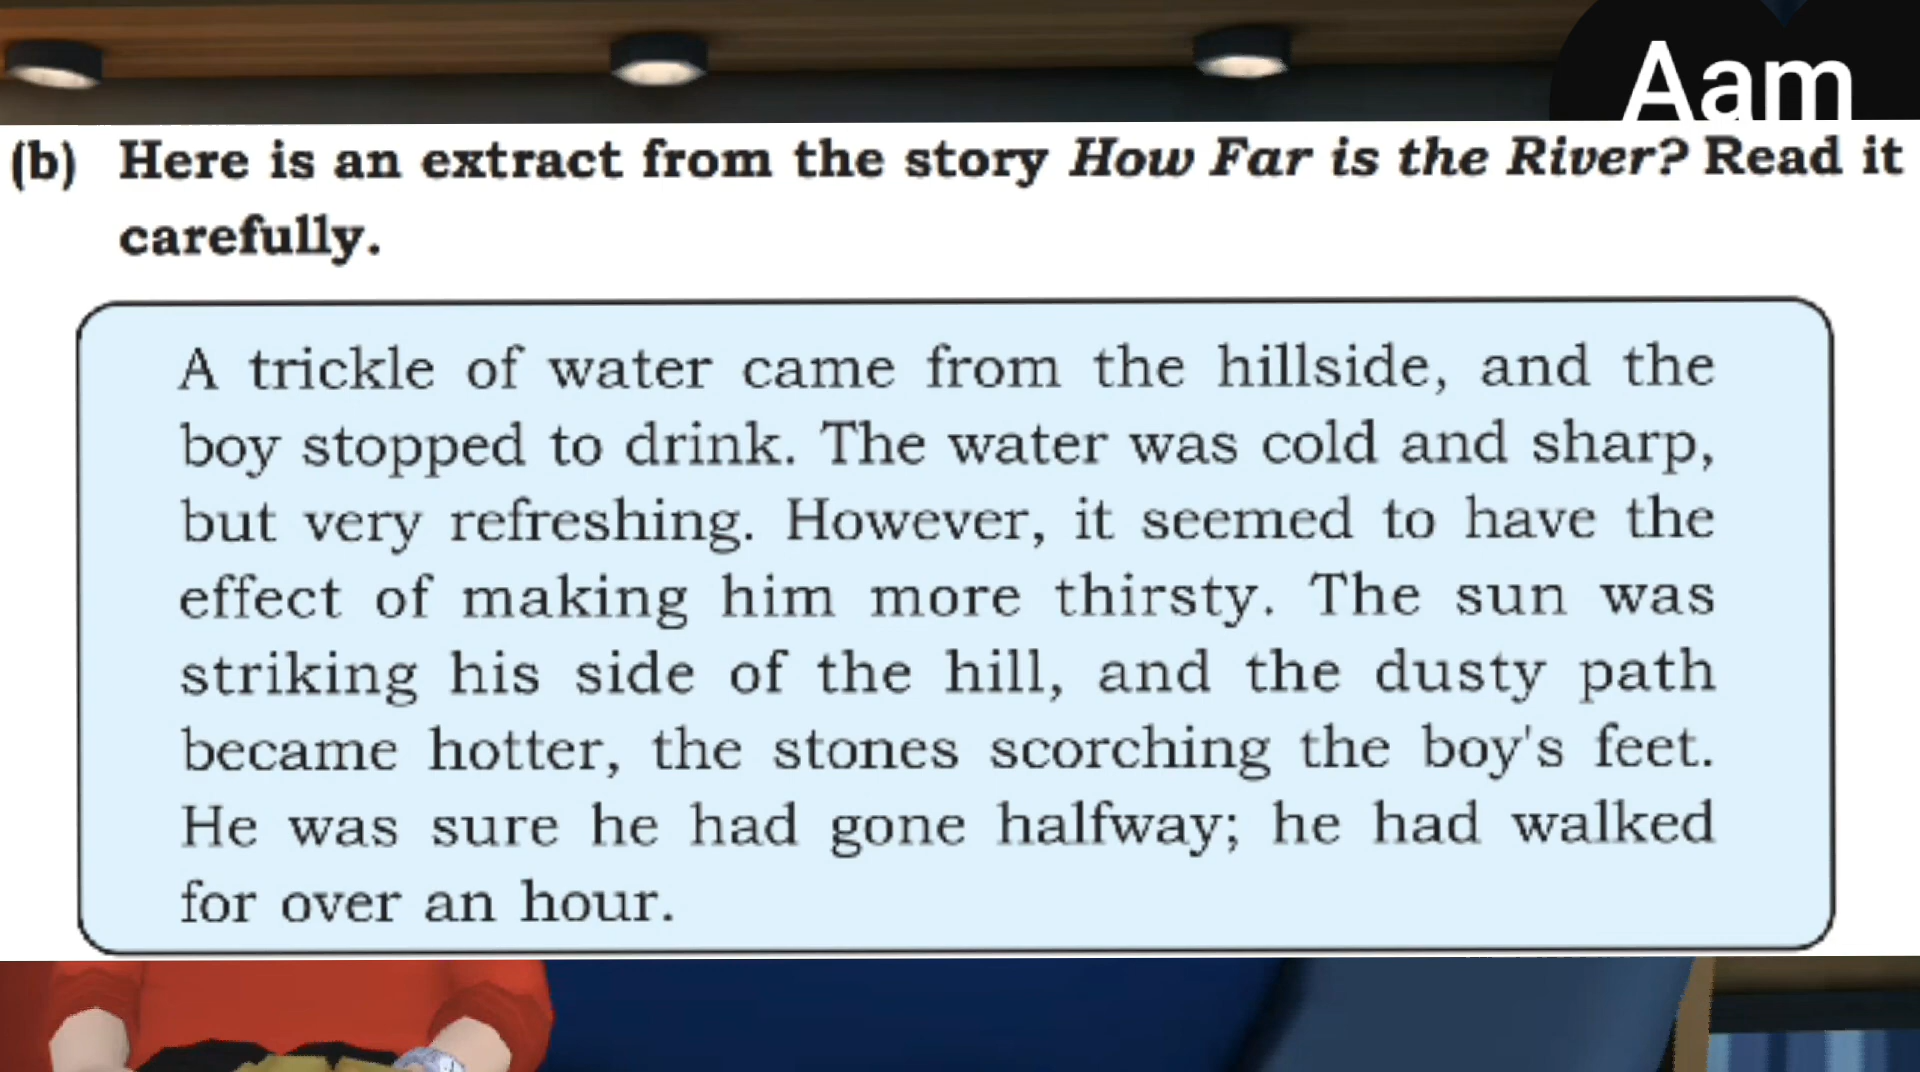 Aam
(b) Here is an extract from the story How Far is the River? Read it
carefully.
A trickle of water came from the hillside, and the
boy stopped to drink. The water was cold and sharp,
but very refreshing. However, it seemed to have the
effect of making him more thirsty. The sun was
striking his side of the hill, and the dusty path
became hotter, the stones scorching the boy's feet.
He was sure he had gone halfway; he had walked
for over an hour.